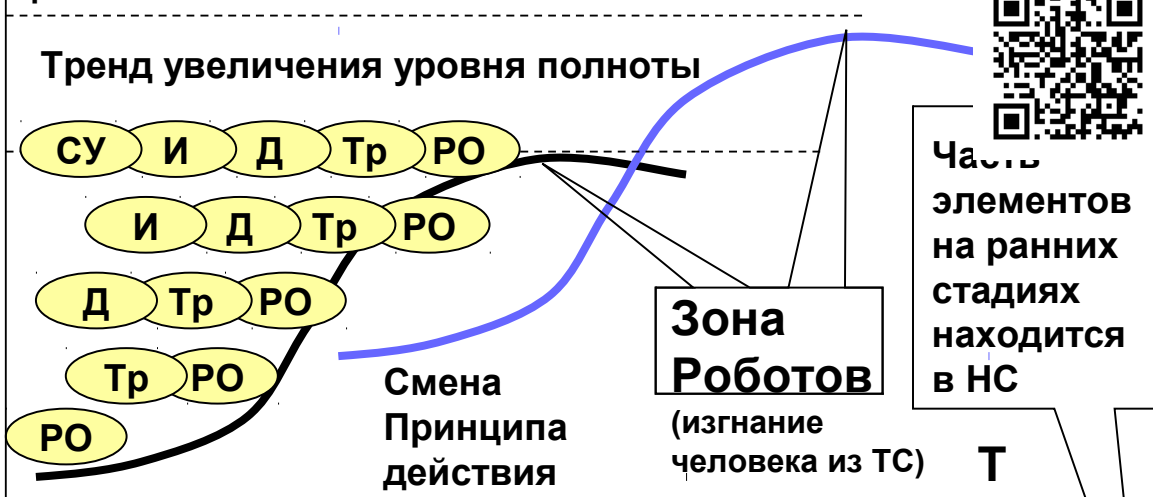 Тренд увеличения уровня полноты
СУ И Д Тр РО
И Д Тр РО
Д Тр РО
Тр РО
РО
Смена
Принципа
действия
Зона
Роботов
(изгнание
человека из ТС)
Часть
элементов
на ранних
стадиях
находится
в НС
Т